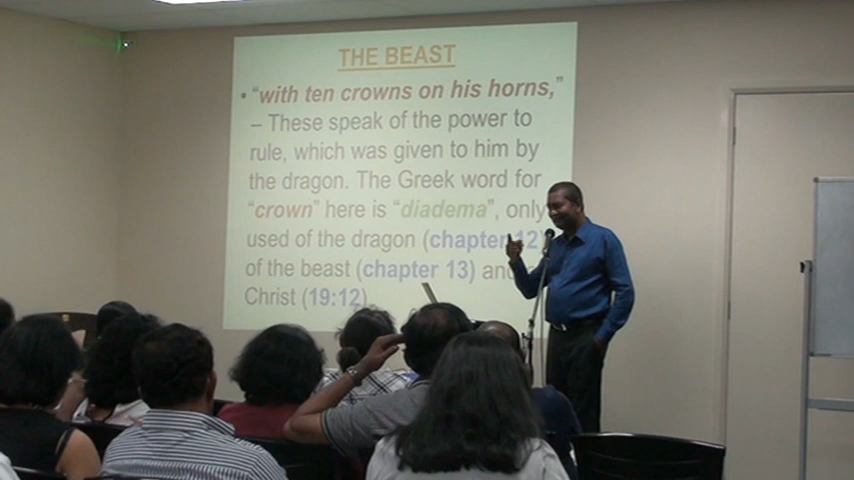 THE BEAST
• “with ten crowns on his horns,”
– These speak of the power to
rule, which was given to him by
the dragon. The Greek word for
“crown” here is “diadema”, only
used of the dragon (chapter 12)
of the beast (chapter 13) and
Christ (19:12)